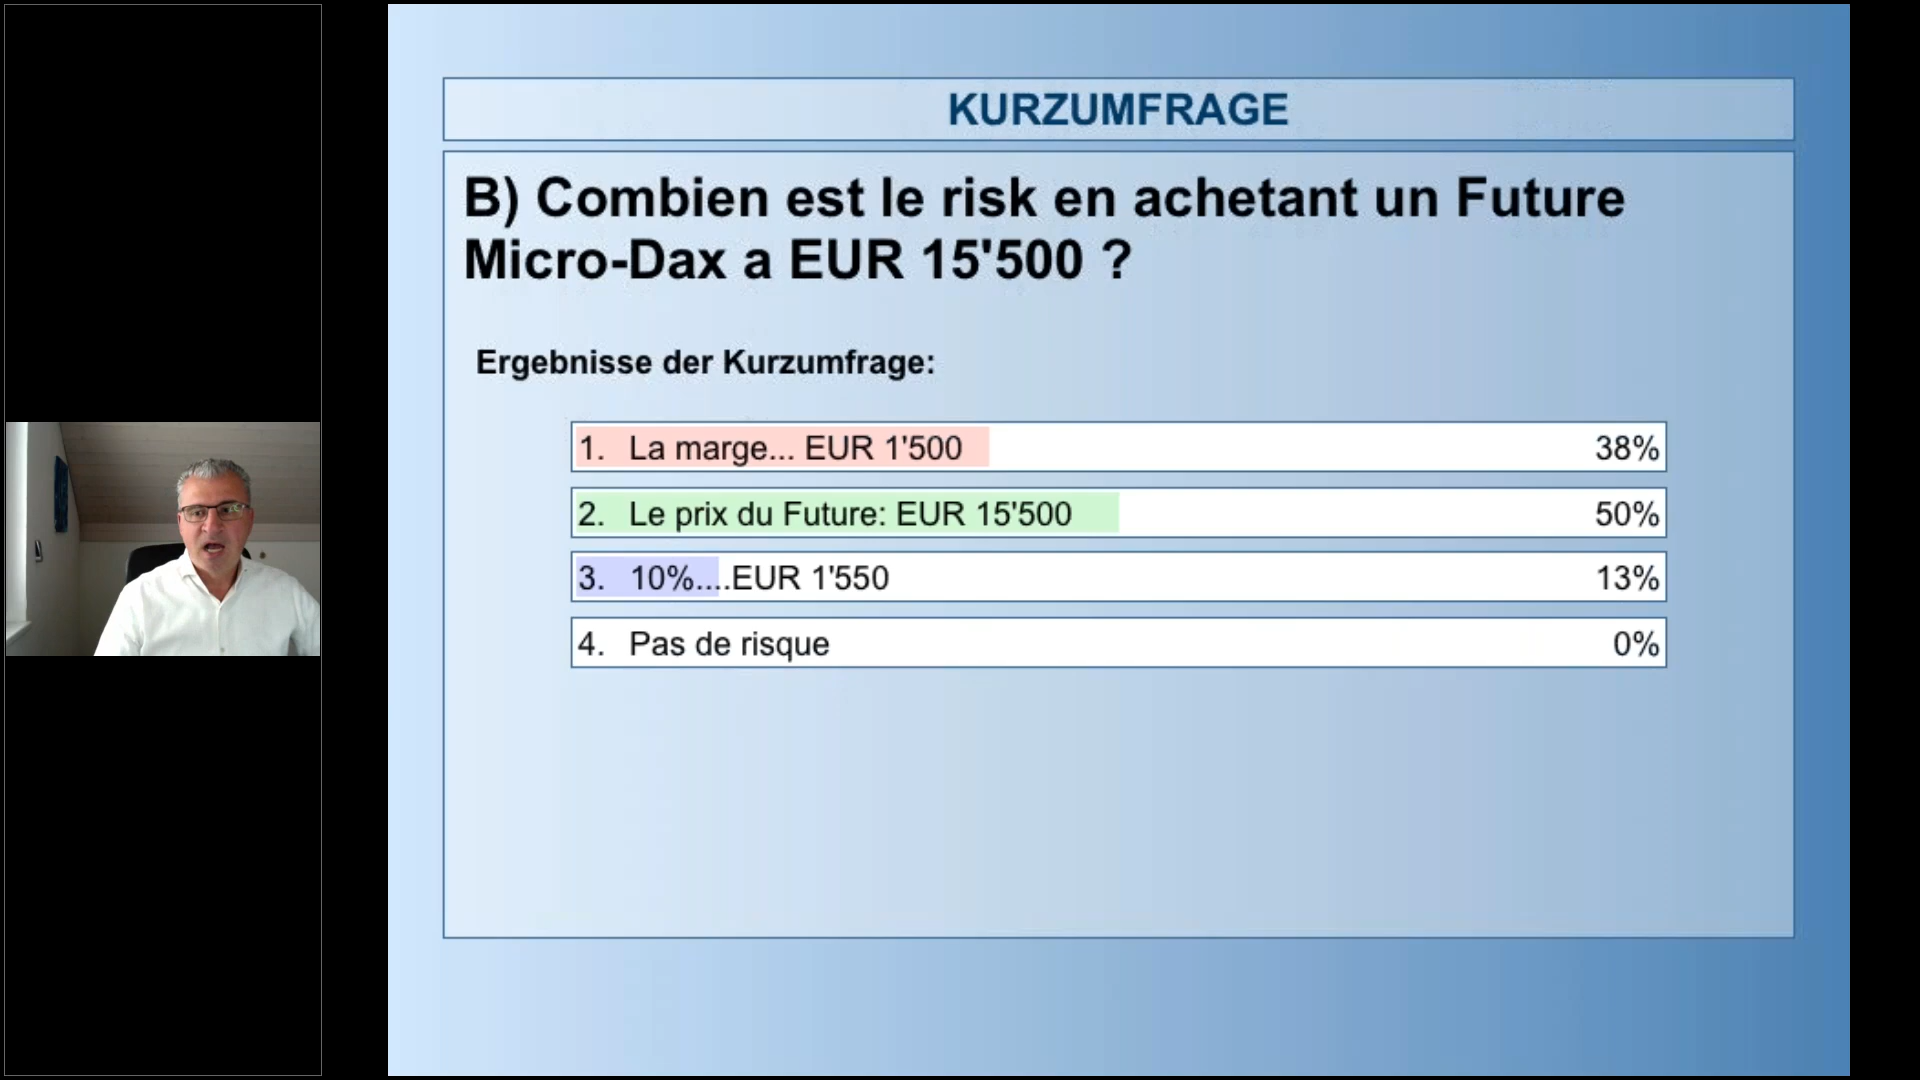 KURZUMFRAGE
B) Combien est le risk en achetant un Future
Micro-Dax a EUR 15'500 ?
Ergebnisse der Kurzumfrage:
1. La marge... EUR 1'500 38%
2. Le prix du Future: EUR 15'500 50%
3. 10%....EUR 1'550 13%
4. Pas de risque 0%